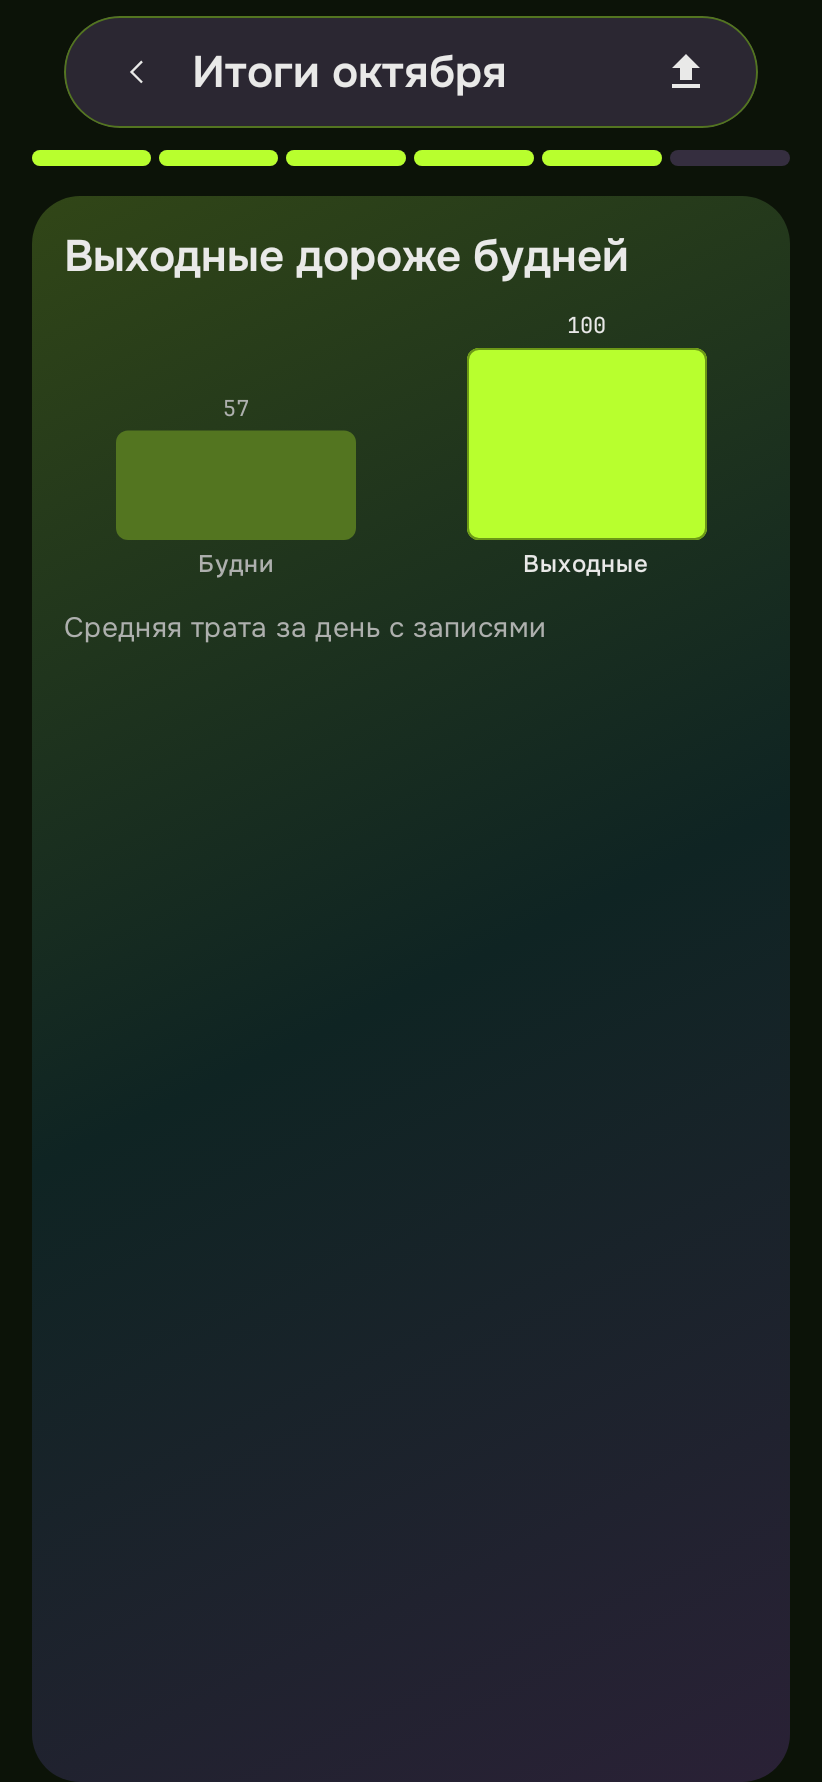 Итоги октября
Выходные дороже будней
100
57
Будни
Выходные
Средняя трата за день с записями